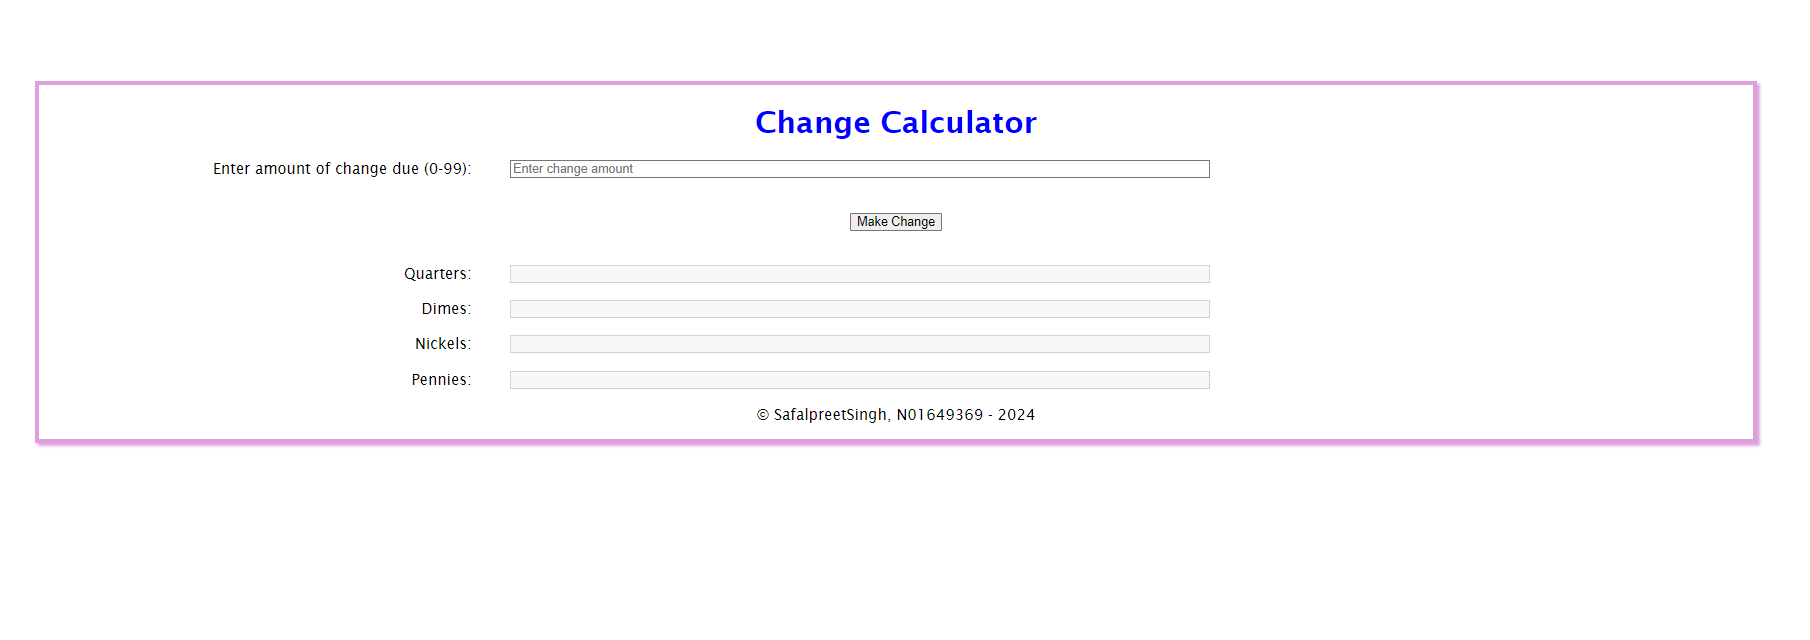 Change Calculator
Enter amount of change due (0-99): Enter change amount
Make Change
Quarters:
Dimes:
Nickels:
Pennies:
© SafalpreetSingh, N01649369 - 2024